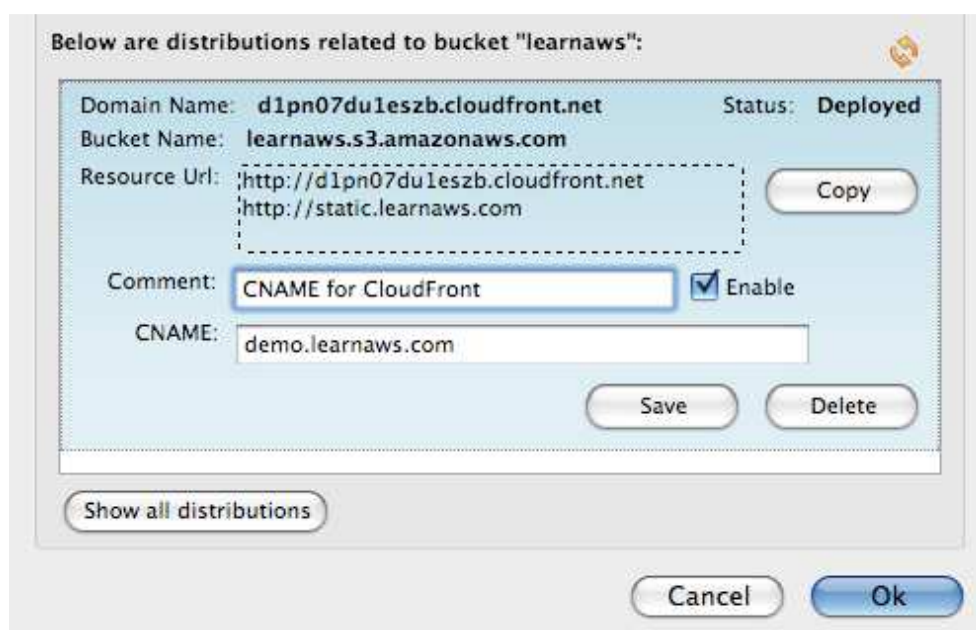 Below are distributions related to bucket "learnaws":
Domain Name: d1pn07du1eszb.cloudfront.net Status: Deployed
Bucket Name: learnaws.s3.amazonaws.com
Resource Url: http://d1pn07du1eszb.cloudfront.net
http://static.learnaws.com
Copy
Comment: CNAME for CloudFront Enable
CNAME: demo.learnaws.com
Save Delete
Show all distributions
Cancel Ok